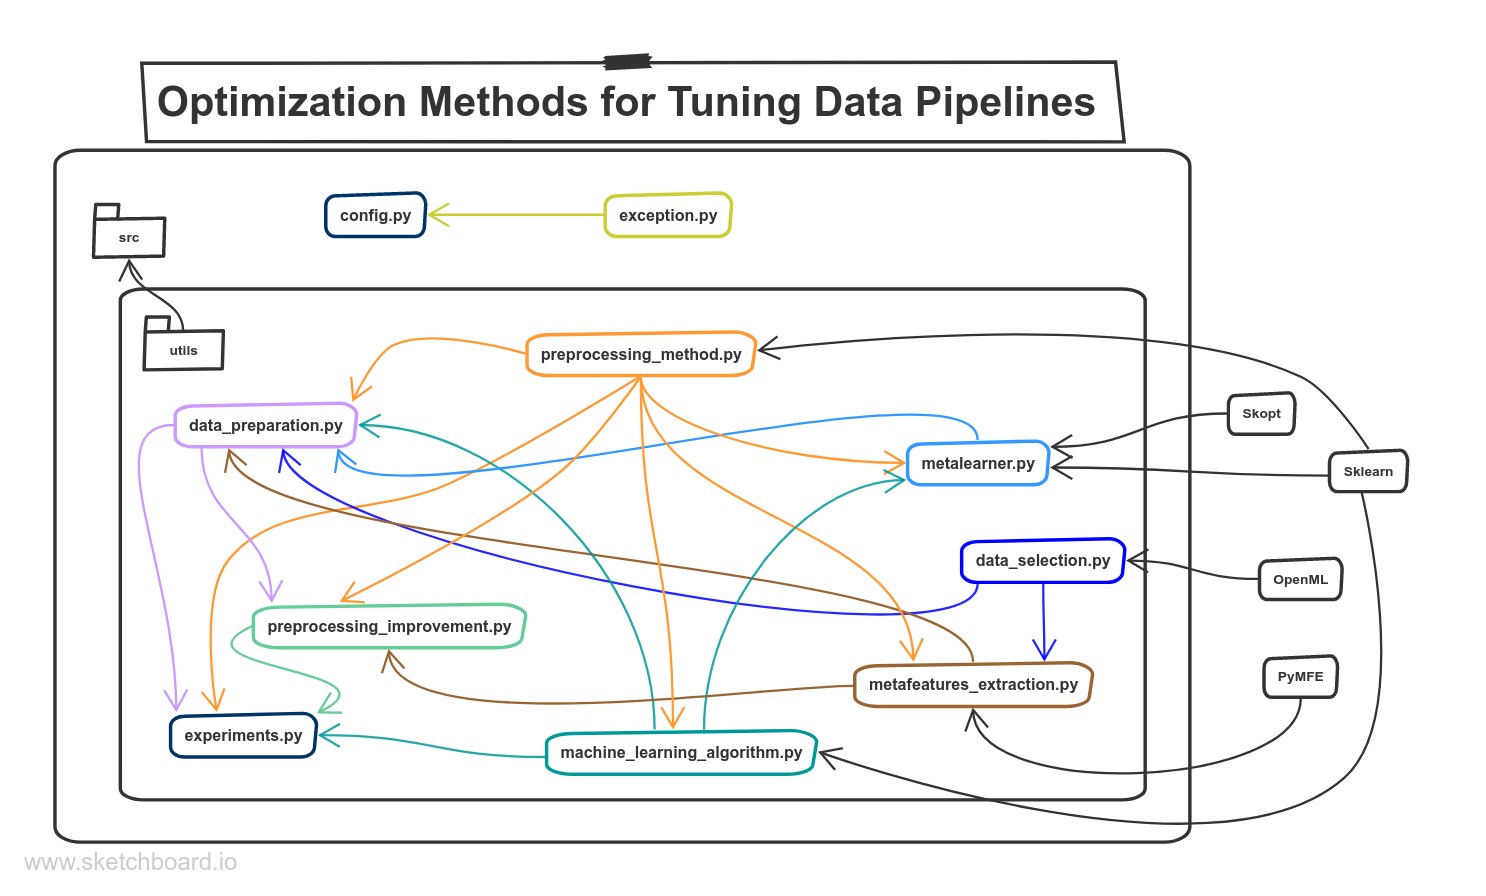 Optimization Methods for Tuning Data Pipelines
config.py
exception.py
src
utils
preprocessing_method.py
data_preparation.py
Skopt
metalearner.py
Sklearn
data_selection.py
OpenML
preprocessing_improvement.py
metafeatures_extraction.py
PyMFE
experiments.py
machine_learning_algorithm.py
www.sketchboard.io